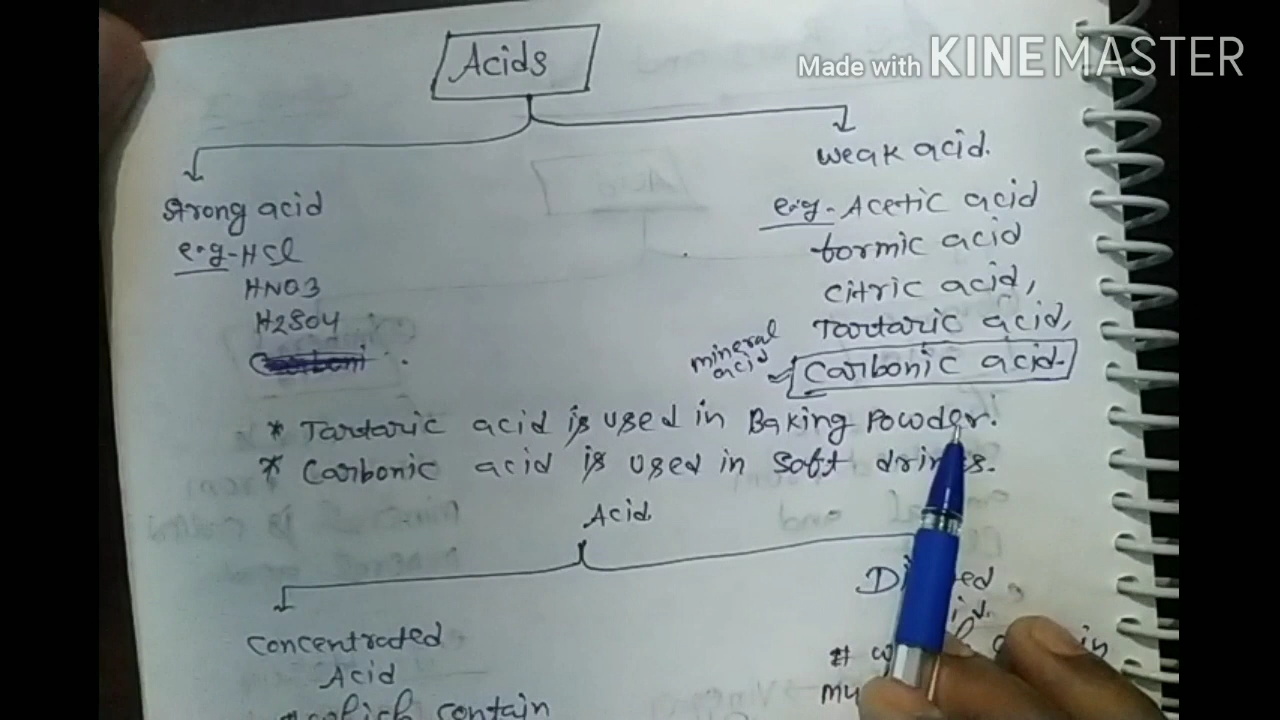 Made with KINEMASTER
Acids
Strong acid
e.g-HCl
HNO3
H2SO4
Weak acid.
e.g- Acetic acid
formic acid
citric acid,
Tartaric acid,
mineral
acid
Carbonic acid.
* Tartaric acid is used in Baking Powder.
* Carbonic acid is used in soft drinks.
Acid
Concentrated
Acid
contain
in